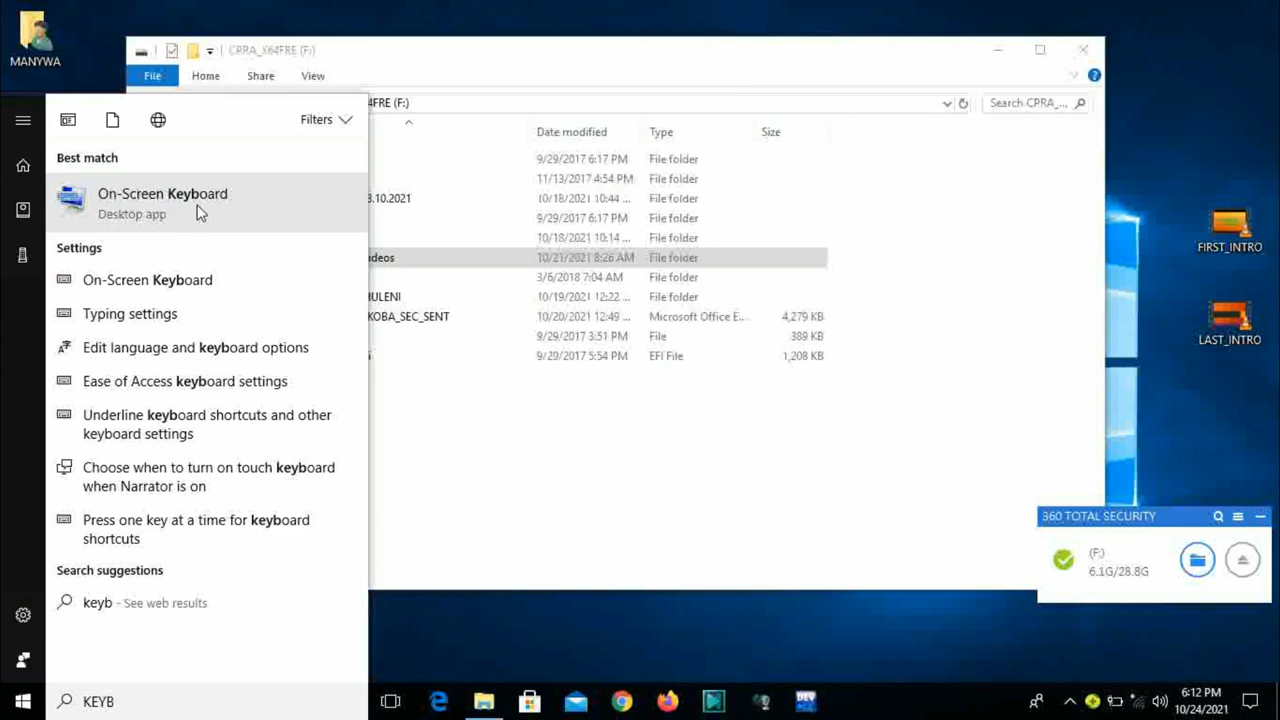 MANYWA
CPRA_X64FRE (F:)
File Home Share View
4FRE (F:)
Search CPRA_...
Filters
Best match
On-Screen Keyboard
Desktop app
Settings
On-Screen Keyboard
Typing settings
Edit language and keyboard options
Ease of Access keyboard settings
Underline keyboard shortcuts and other
keyboard settings
Choose when to turn on touch keyboard
when Narrator is on
Press one key at a time for keyboard
shortcuts
Search suggestions
keyb - See web results
KEYB
Date modified Type Size
9/29/2017 6:17 PM File folder
11/13/2017 4:54 PM File folder
3.10.2021 10/18/2021 10:44 ... File folder
9/29/2017 6:17 PM File folder
10/18/2021 10:14 ... File folder
ideos 10/21/2021 8:26 AM File folder
3/6/2018 7:04 AM File folder
HULENI 10/19/2021 12:22 ... File folder
KOBA_SEC_SENT 10/20/2021 12:49 ... Microsoft Office E... 4,279 KB
9/29/2017 3:51 PM File 389 KB
9/29/2017 5:54 PM EFI File 1,208 KB
FIRST_INTRO
LAST_INTRO
360 TOTAL SECURITY
(F:)
6.1G/28.8G
6:12 PM
10/24/2021